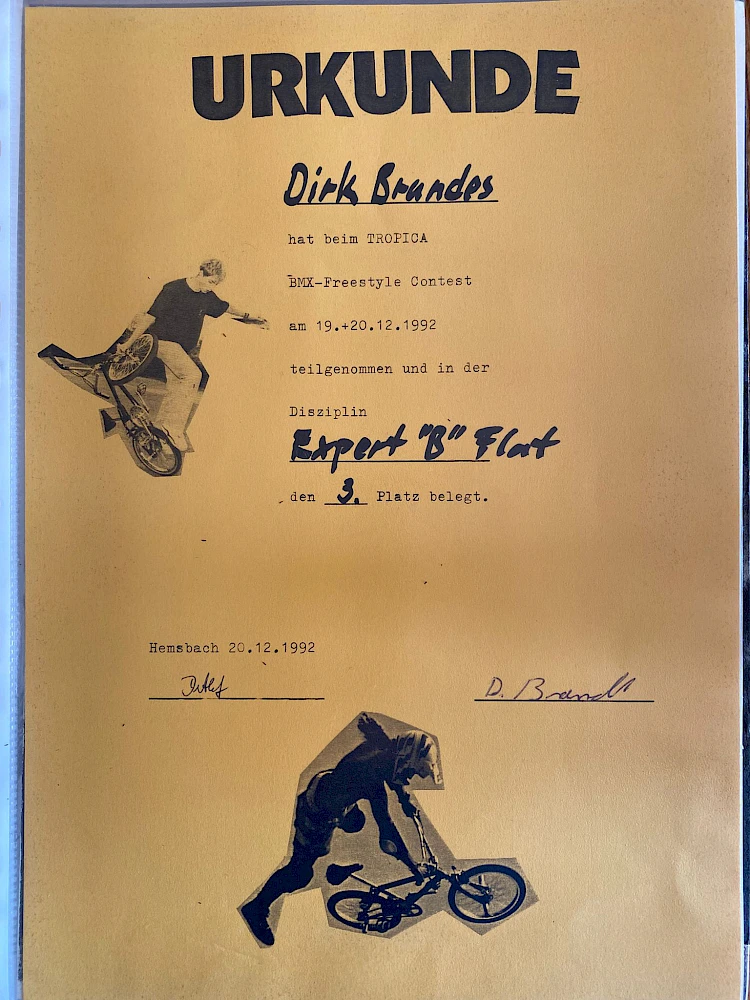 URKUNDE
Dirk Brandes
hat beim TROPICA
BMX-Freestyle Contest
am 19.+20.12.1992
teilgenommen und in der
Disziplin
Expert "B" Flat
den 3. Platz belegt.
Hemsbach 20.12.1992
D. Brandt